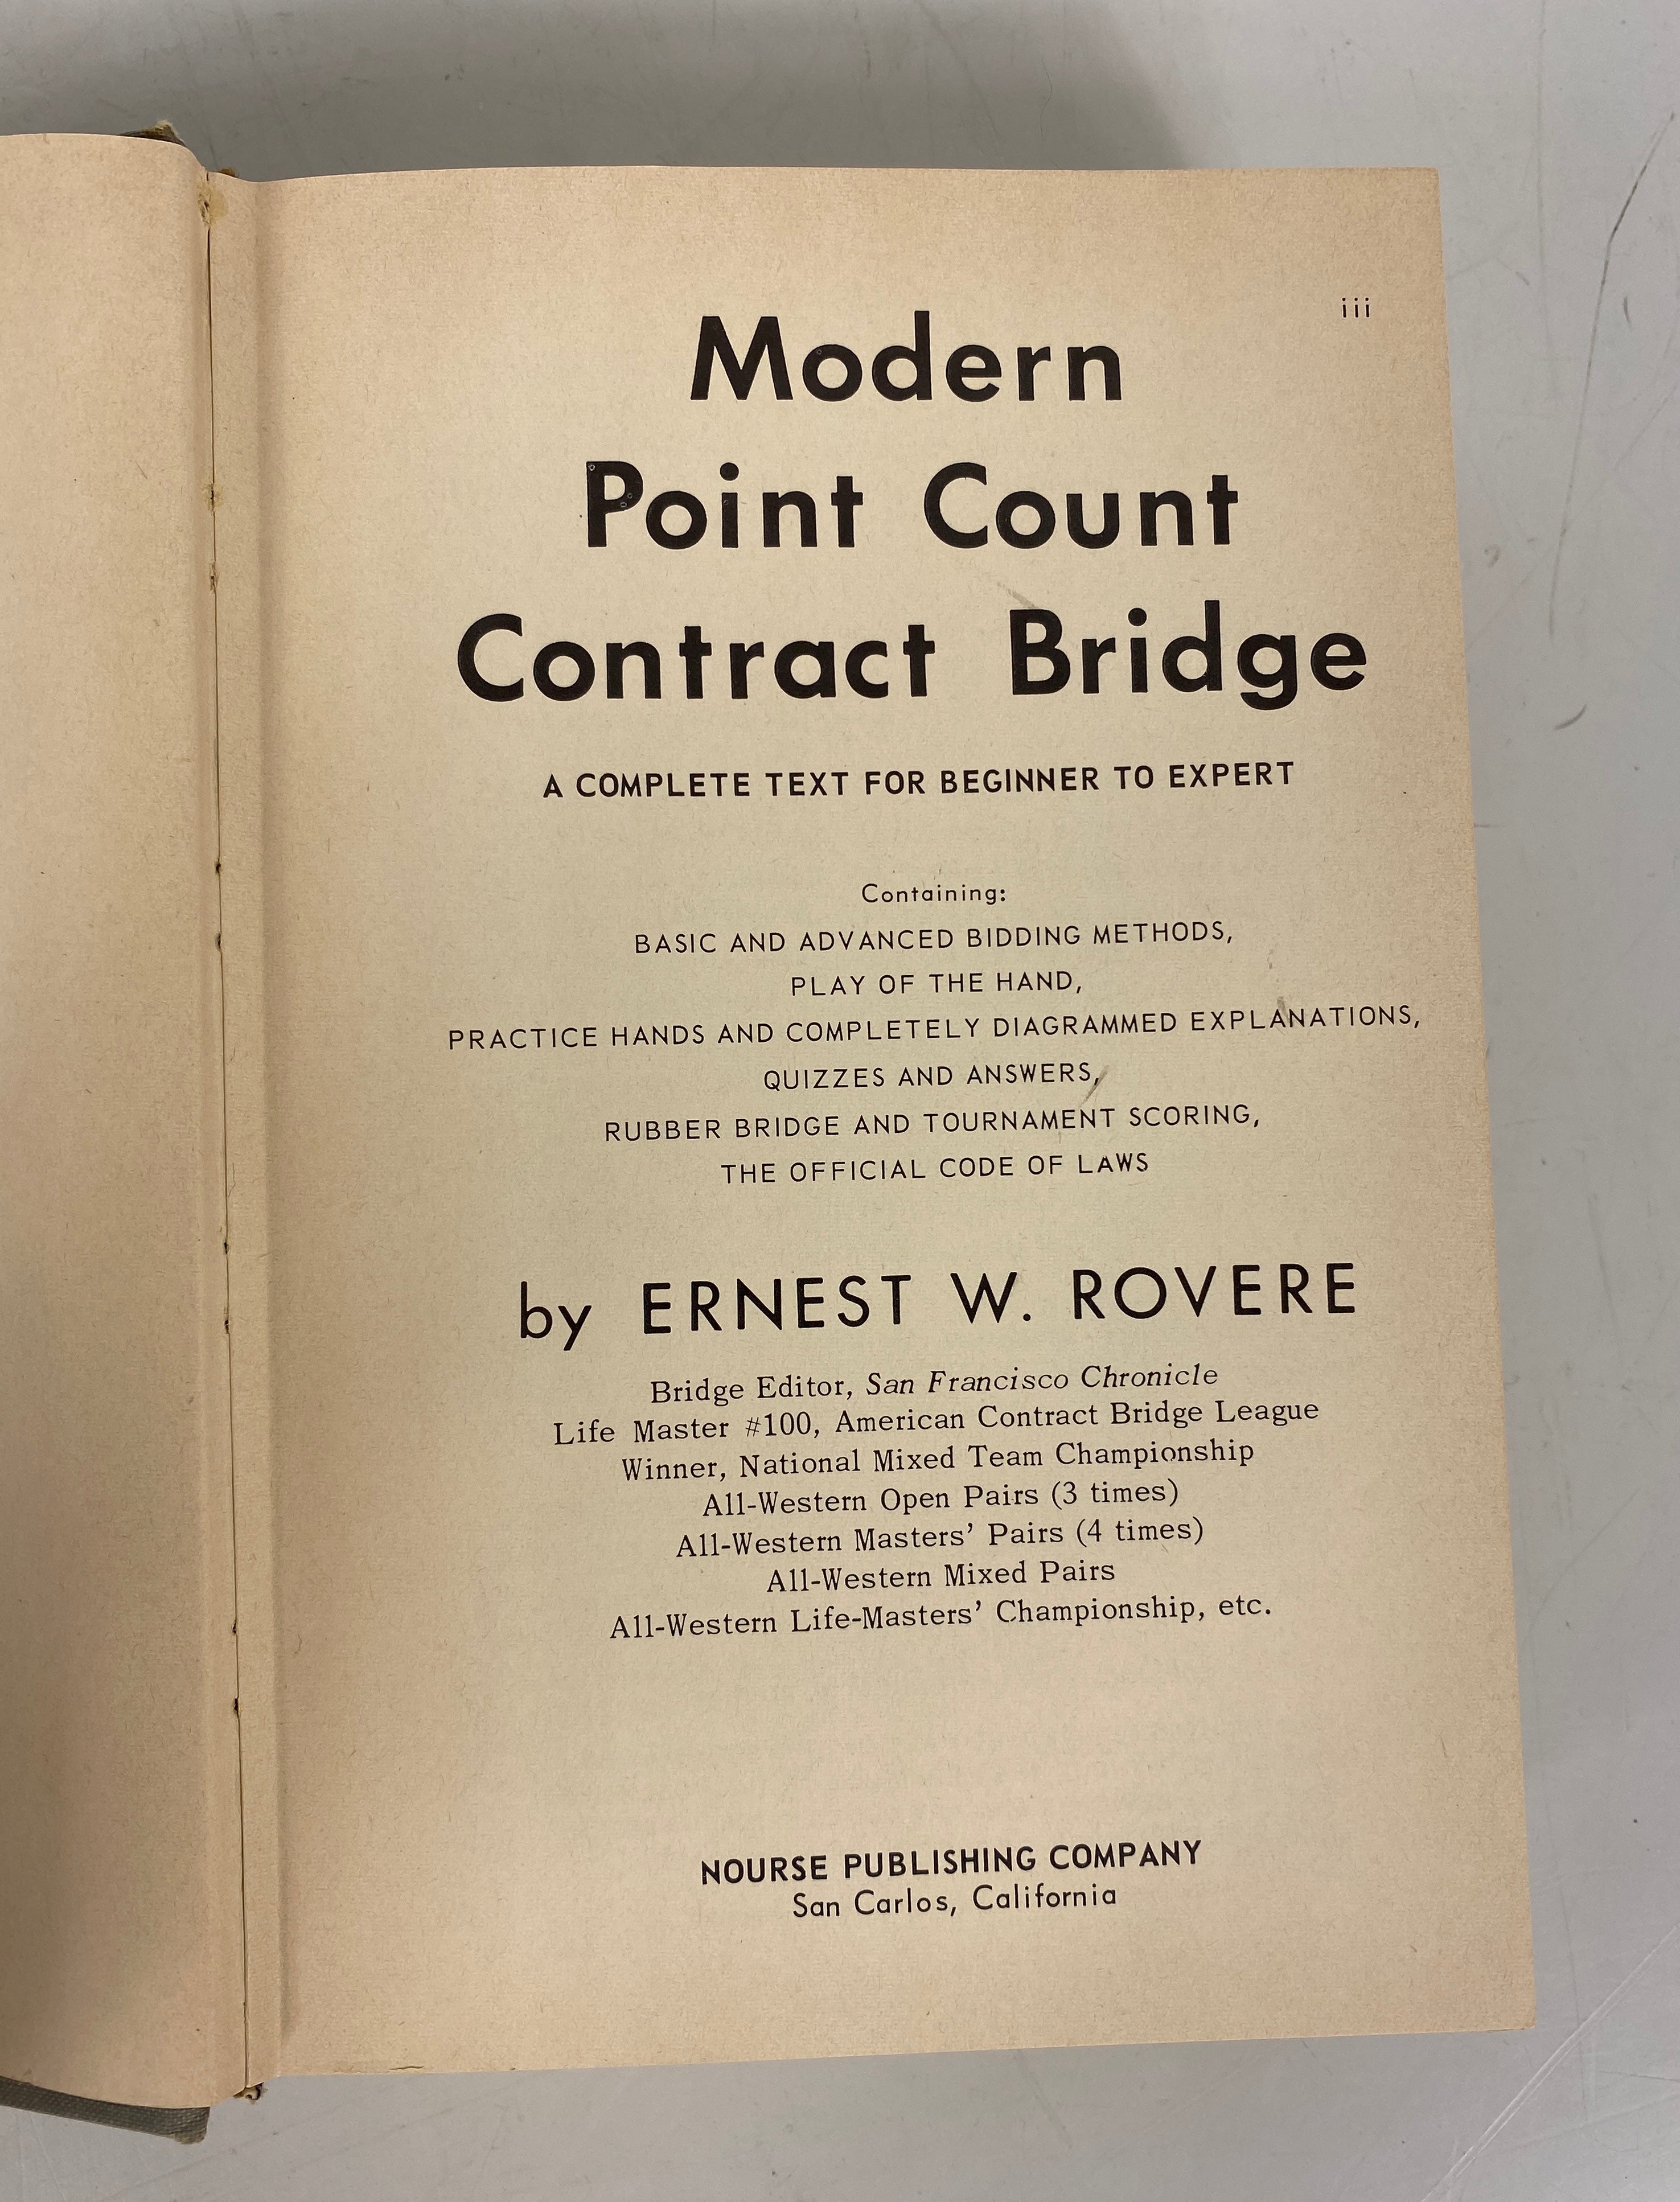 iii
Modern
Point Count
Contract Bridge
A COMPLETE TEXT FOR BEGINNER TO EXPERT
Containing:
BASIC AND ADVANCED BIDDING METHODS,
PLAY OF THE HAND,
PRACTICE HANDS AND COMPLETELY DIAGRAMMED EXPLANATIONS,
QUIZZES AND ANSWERS,
RUBBER BRIDGE AND TOURNAMENT SCORING,
THE OFFICIAL CODE OF LAWS
by ERNEST W. ROVERE
Bridge Editor, San Francisco Chronicle
Life Master #100, American Contract Bridge League
Winner, National Mixed Team Championship
All-Western Open Pairs (3 times)
All-Western Masters’ Pairs (4 times)
All-Western Mixed Pairs
All-Western Life-Masters’ Championship, etc.
NOURSE PUBLISHING COMPANY
San Carlos, California